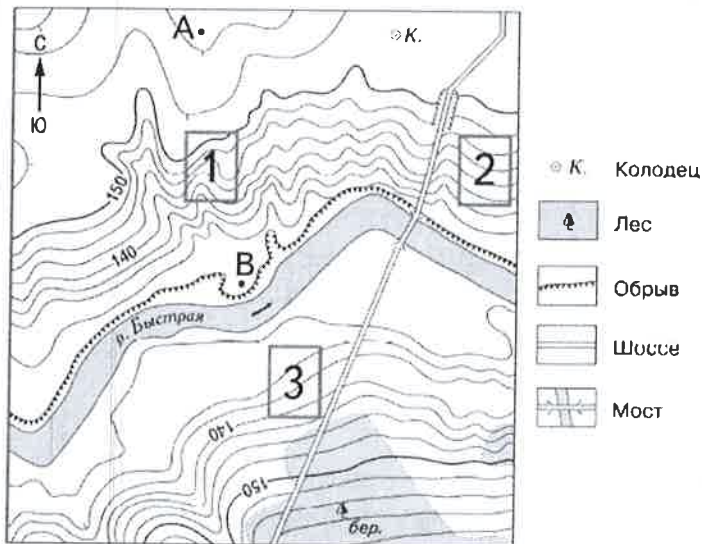 А
К.
С
Ю
1
2
150
140
В
р. Быстрая
3
140
150
бер.
К. Колодец
Лес
Обрыв
Шоссе
Мост